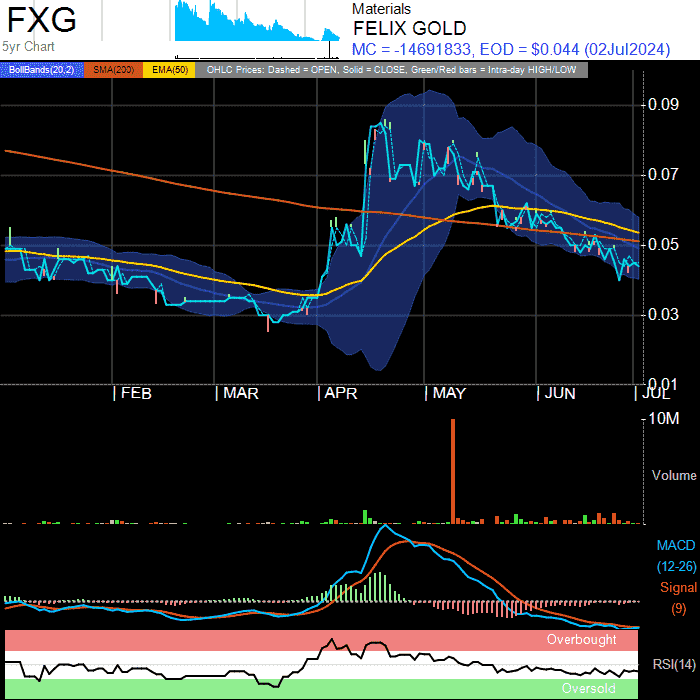 FXG
5yr Chart
Materials
FELIX GOLD
MC = -14691833, EOD = $0.044 (02Jul2024)
BollBands(20,2) SMA(200) EMA(50) OHLC Prices: Dashed = OPEN, Solid = CLOSE, Green/Red bars = Intra-day HIGH/LOW
0.09
0.07
0.05
0.03
0.01
FEB MAR APR MAY JUN JUL
10M
Volume
MACD
(12-26)
Signal
(9)
Overbought
RSI(14)
Oversold